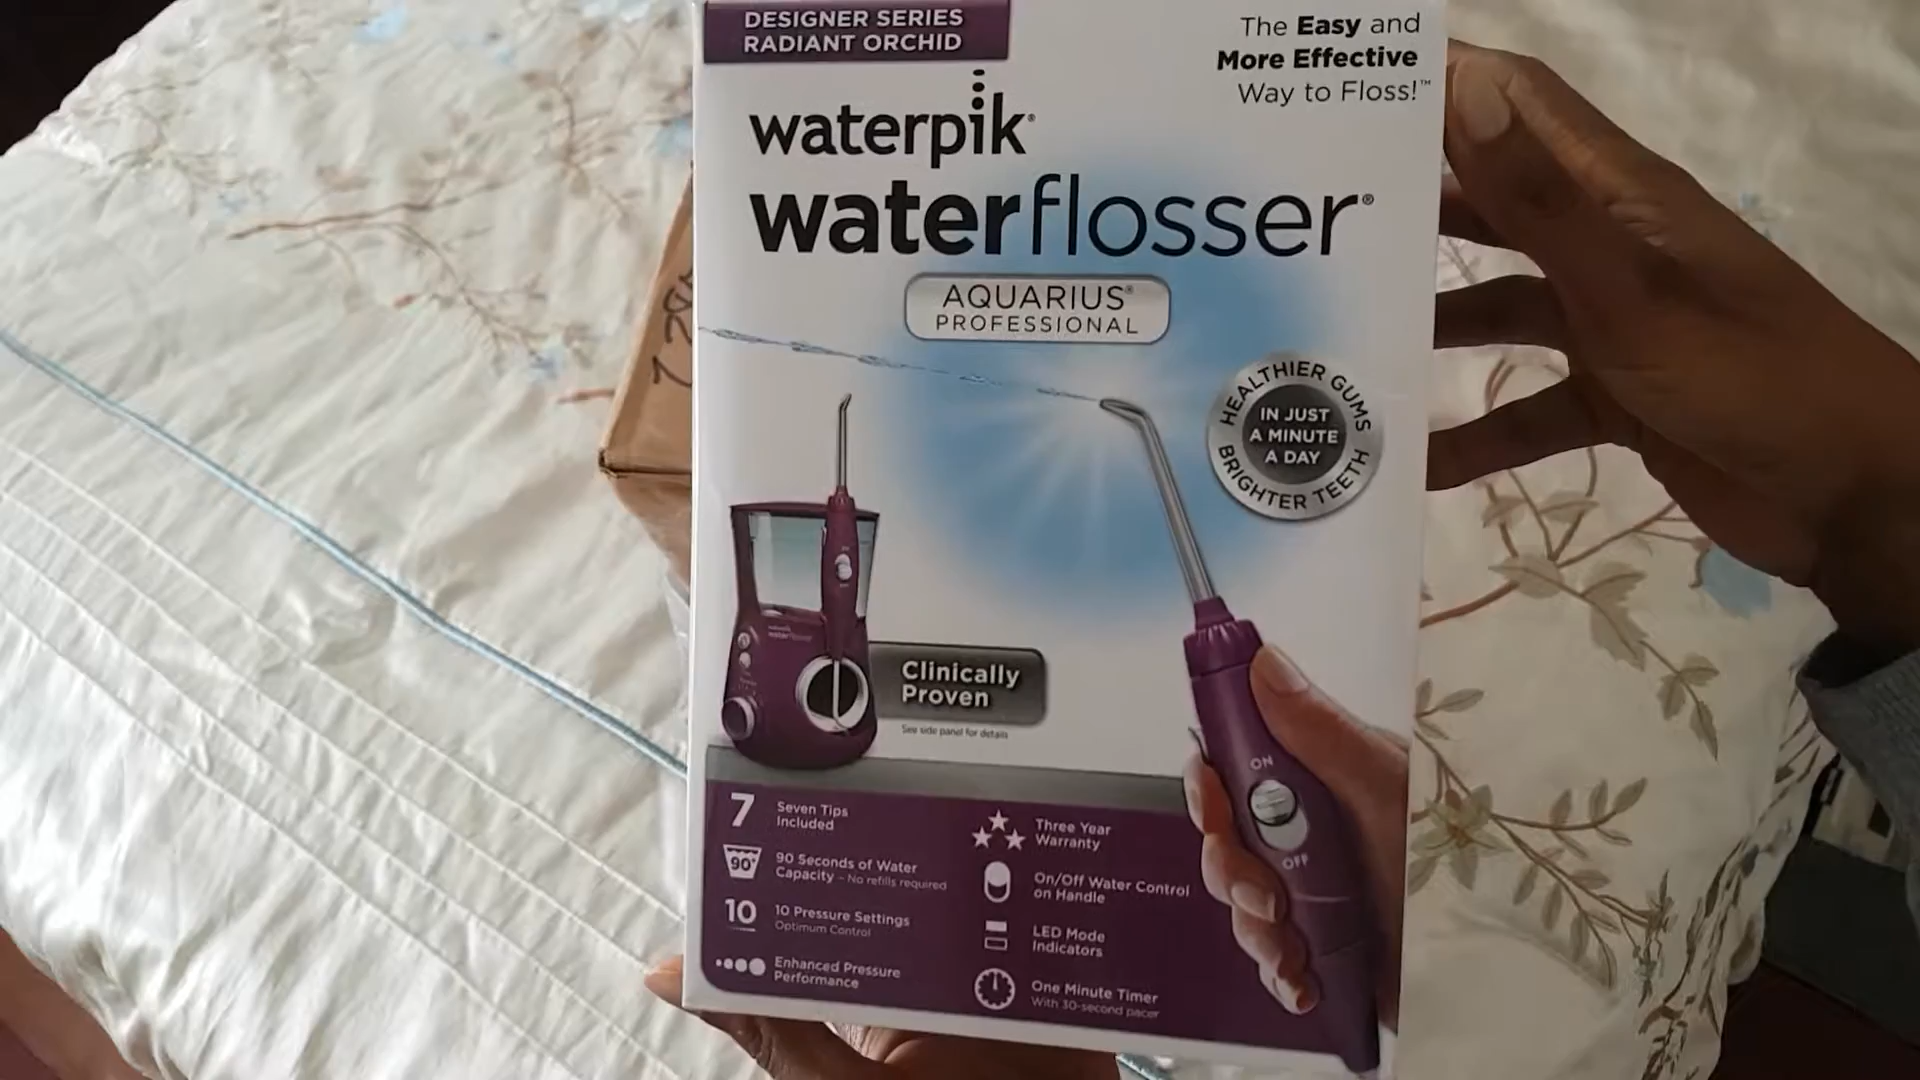 DESIGNER SERIES
RADIANT ORCHID
The Easy and
More Effective
Way to Floss!™
waterpik®
waterflosser®
AQUARIUS®
PROFESSIONAL
HEALTHIER GUMS
IN JUST
A MINUTE
A DAY
BRIGHTER TEETH
Clinically
Proven
See side panel for details
ON
OFF
7
Seven Tips
Included
90"
90 Seconds of Water
Capacity – No refills required
10
10 Pressure Settings
Optimum Control
Enhanced Pressure
Performance
Three Year
Warranty
On/Off Water Control
on Handle
LED Mode
Indicators
One Minute Timer
With 30-second pacer